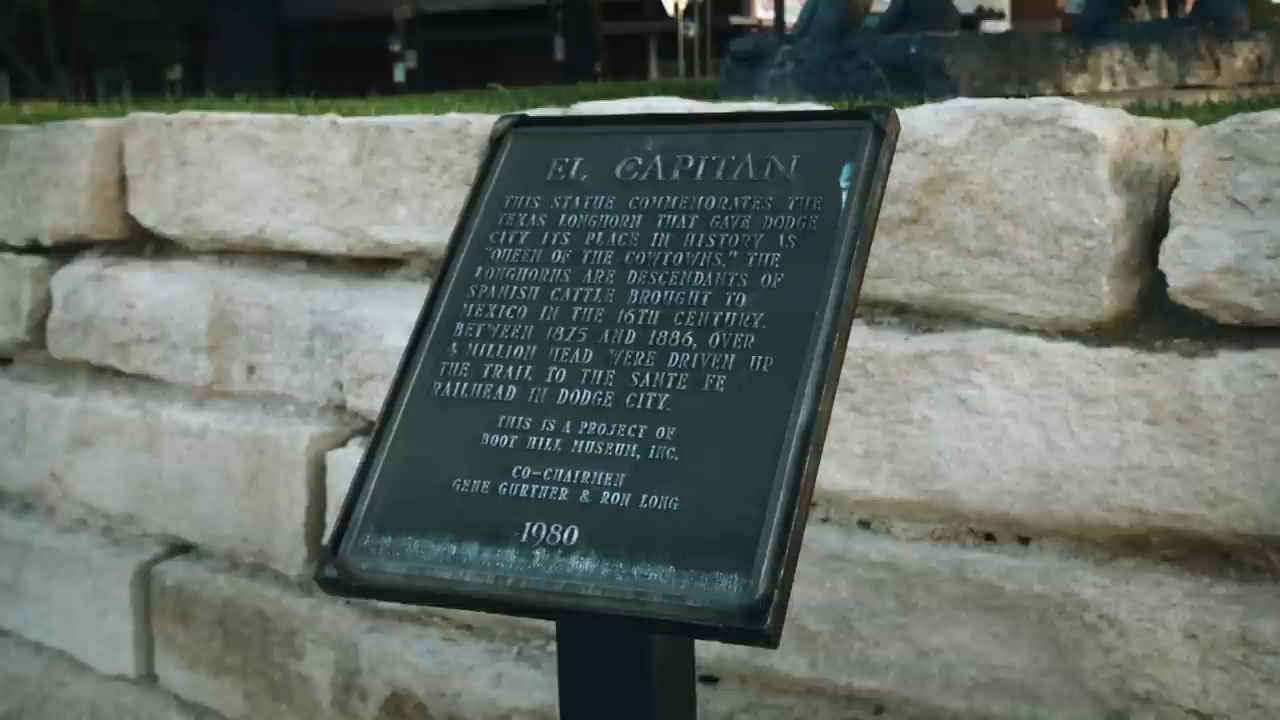 EL CAPITAN
THIS STATUE COMMEMORATES THE
TEXAS LONGHORN THAT GAVE DODGE
CITY ITS PLACE IN HISTORY AS
"QUEEN OF THE COWTOWNS." THE
LONGHORNS ARE DESCENDANTS OF
SPANISH CATTLE BROUGHT TO
MEXICO IN THE 16TH CENTURY.
BETWEEN 1875 AND 1886, OVER
A MILLION HEAD WERE DRIVEN UP
THE TRAIL TO THE SANTE FE
RAILHEAD IN DODGE CITY.
THIS IS A PROJECT OF
BOOT HILL MUSEUM, INC.
CO-CHAIRMEN
GENE GURTNER & RON LONG
1980